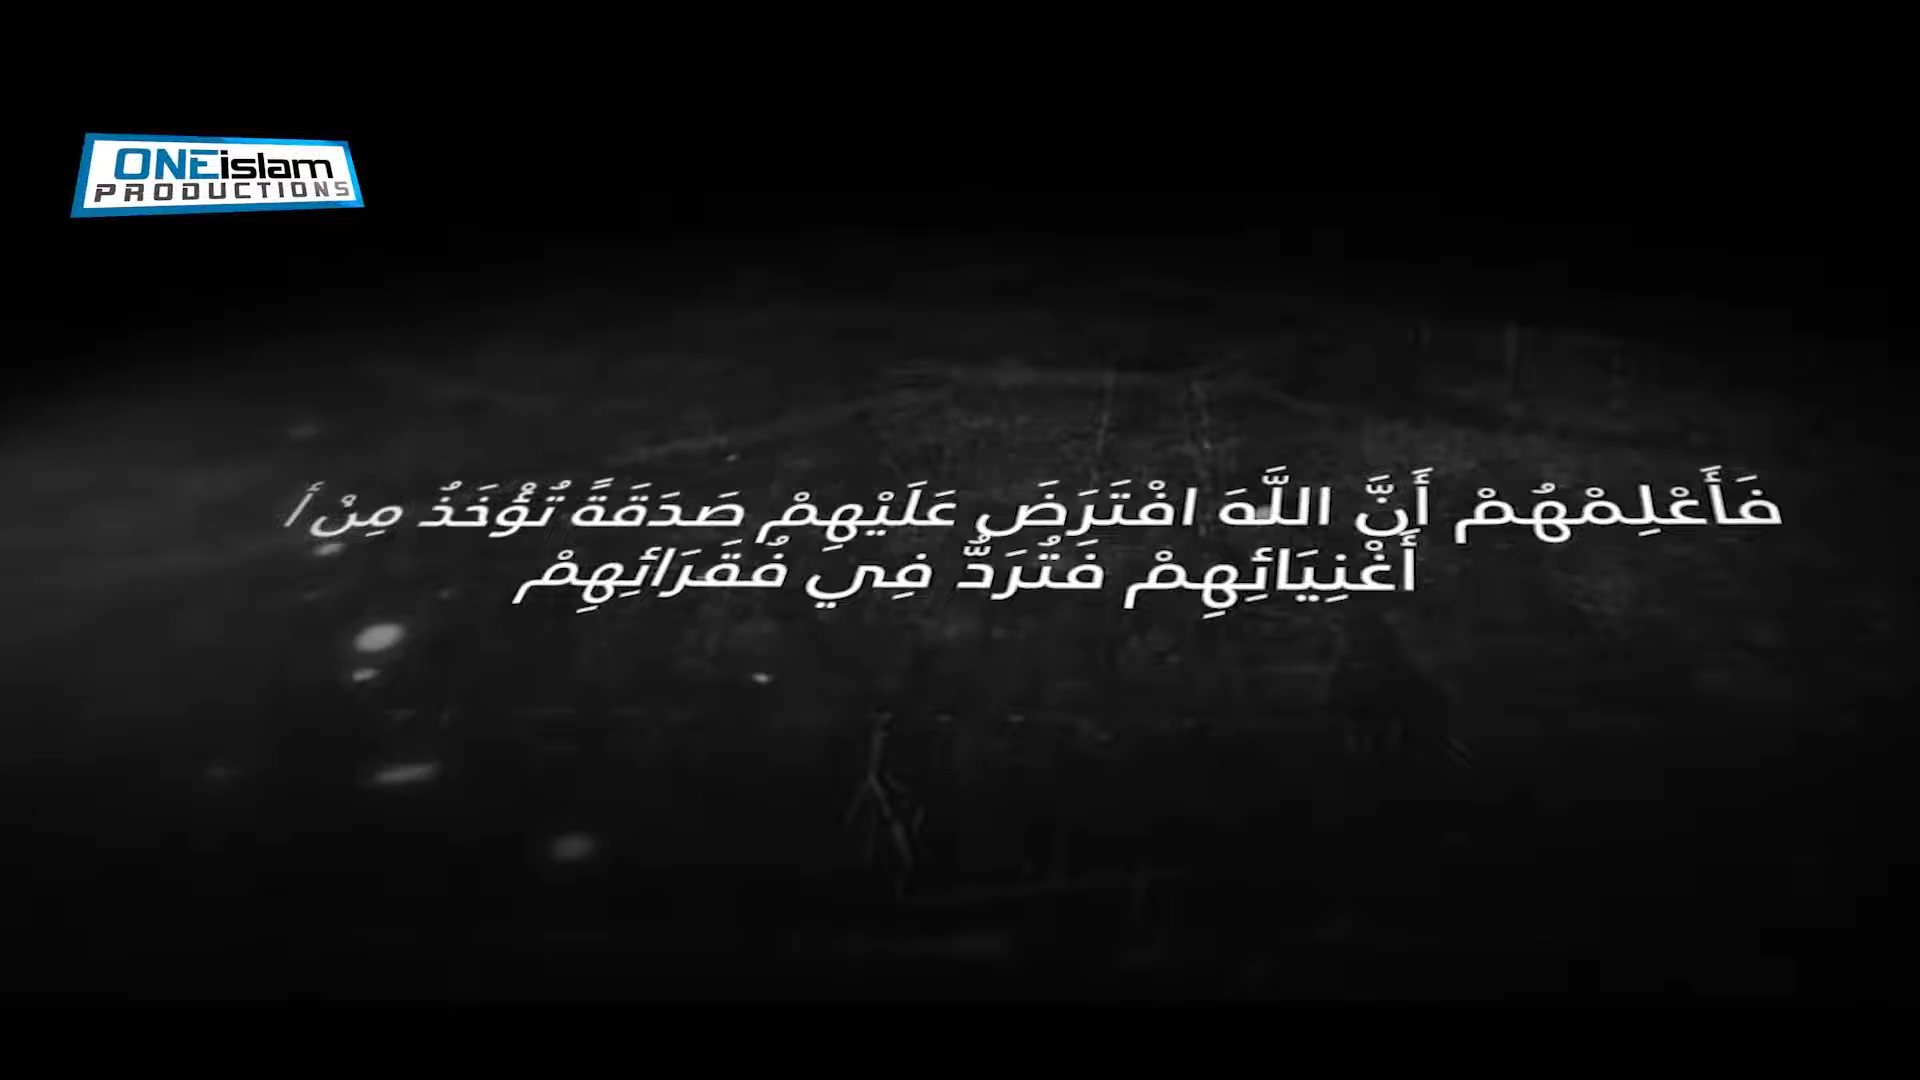 ONEislam
PRODUCTIONS
فَأَعْلِمْهُمْ أَنَّ اللَّهَ افْتَرَضَ عَلَيْهِمْ صَدَقَةً تُؤْخَذُ مِنْ أ
أَغْنِيَائِهِمْ فَتُرَدُّ فِي فُقَرَائِهِمْ